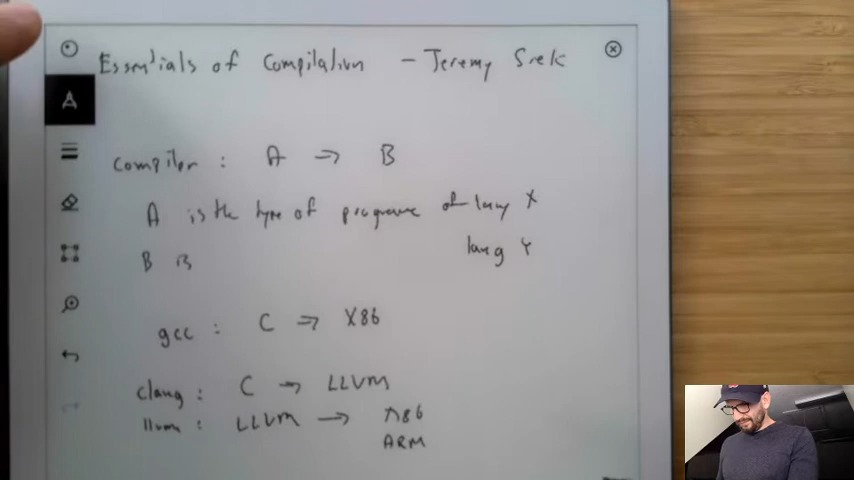 Essentials of Compilation - Jeremy Siek
compiler : A → B
A is the type of programs of lang X
B is lang Y
gcc : C → X86
clang : C → LLVM
llvm : LLVM → X86
ARM